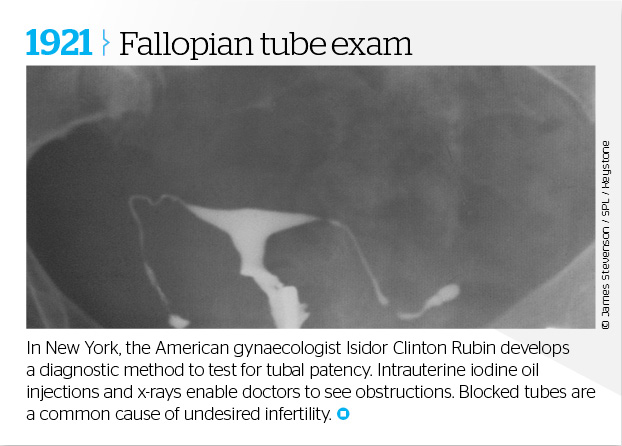 1921 Fallopian tube exam
© James Stevenson / SPL / Keystone
In New York, the American gynaecologist Isidor Clinton Rubin develops
a diagnostic method to test for tubal patency. Intrauterine iodine oil
injections and x-rays enable doctors to see obstructions. Blocked tubes are
a common cause of undesired infertility.